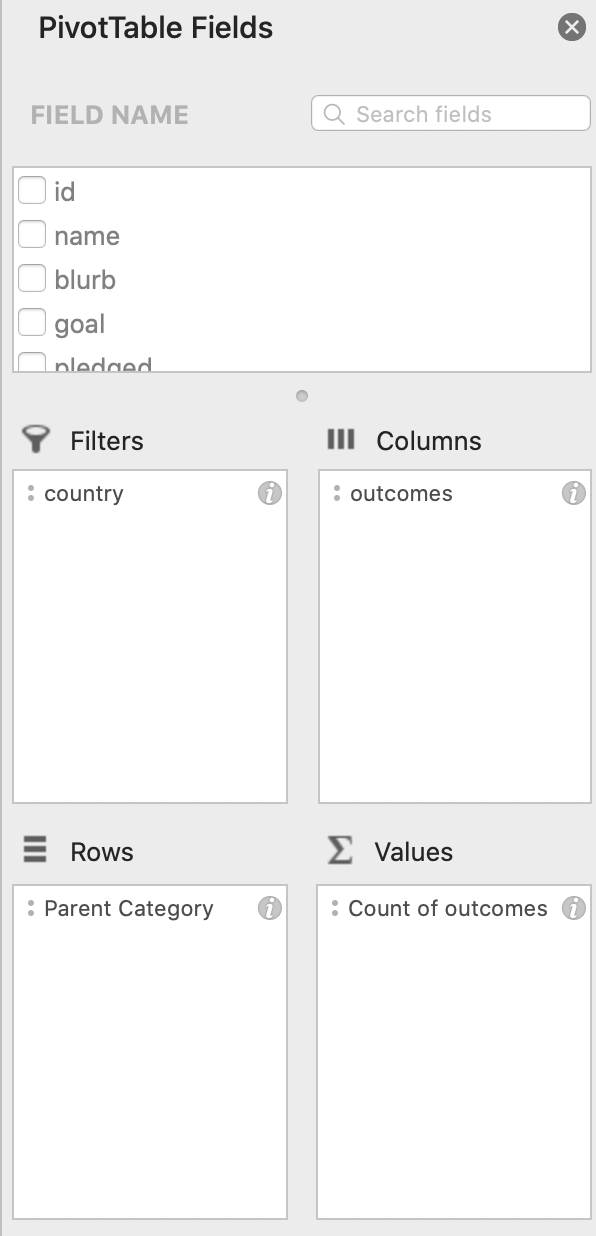 PivotTable Fields
FIELD NAME
Search fields
id
name
blurb
goal
pledged
Filters
Columns
country
outcomes
Rows
Values
Parent Category
Count of outcomes